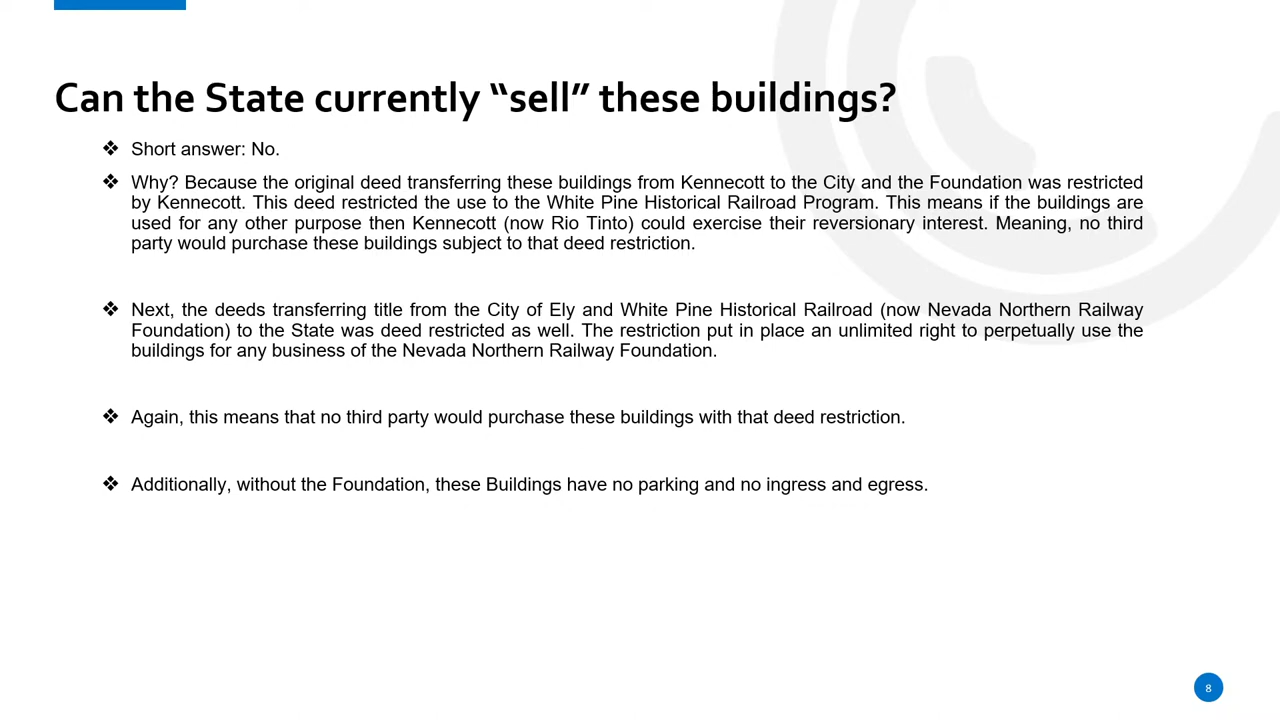 Can the State currently “sell” these buildings?
❖ Short answer: No.
❖ Why? Because the original deed transferring these buildings from Kennecott to the City and the Foundation was restricted
by Kennecott. This deed restricted the use to the White Pine Historical Railroad Program. This means if the buildings are
used for any other purpose then Kennecott (now Rio Tinto) could exercise their reversionary interest. Meaning, no third
party would purchase these buildings subject to that deed restriction.
❖ Next, the deeds transferring title from the City of Ely and White Pine Historical Railroad (now Nevada Northern Railway
Foundation) to the State was deed restricted as well. The restriction put in place an unlimited right to perpetually use the
buildings for any business of the Nevada Northern Railway Foundation.
❖ Again, this means that no third party would purchase these buildings with that deed restriction.
❖ Additionally, without the Foundation, these Buildings have no parking and no ingress and egress.
8